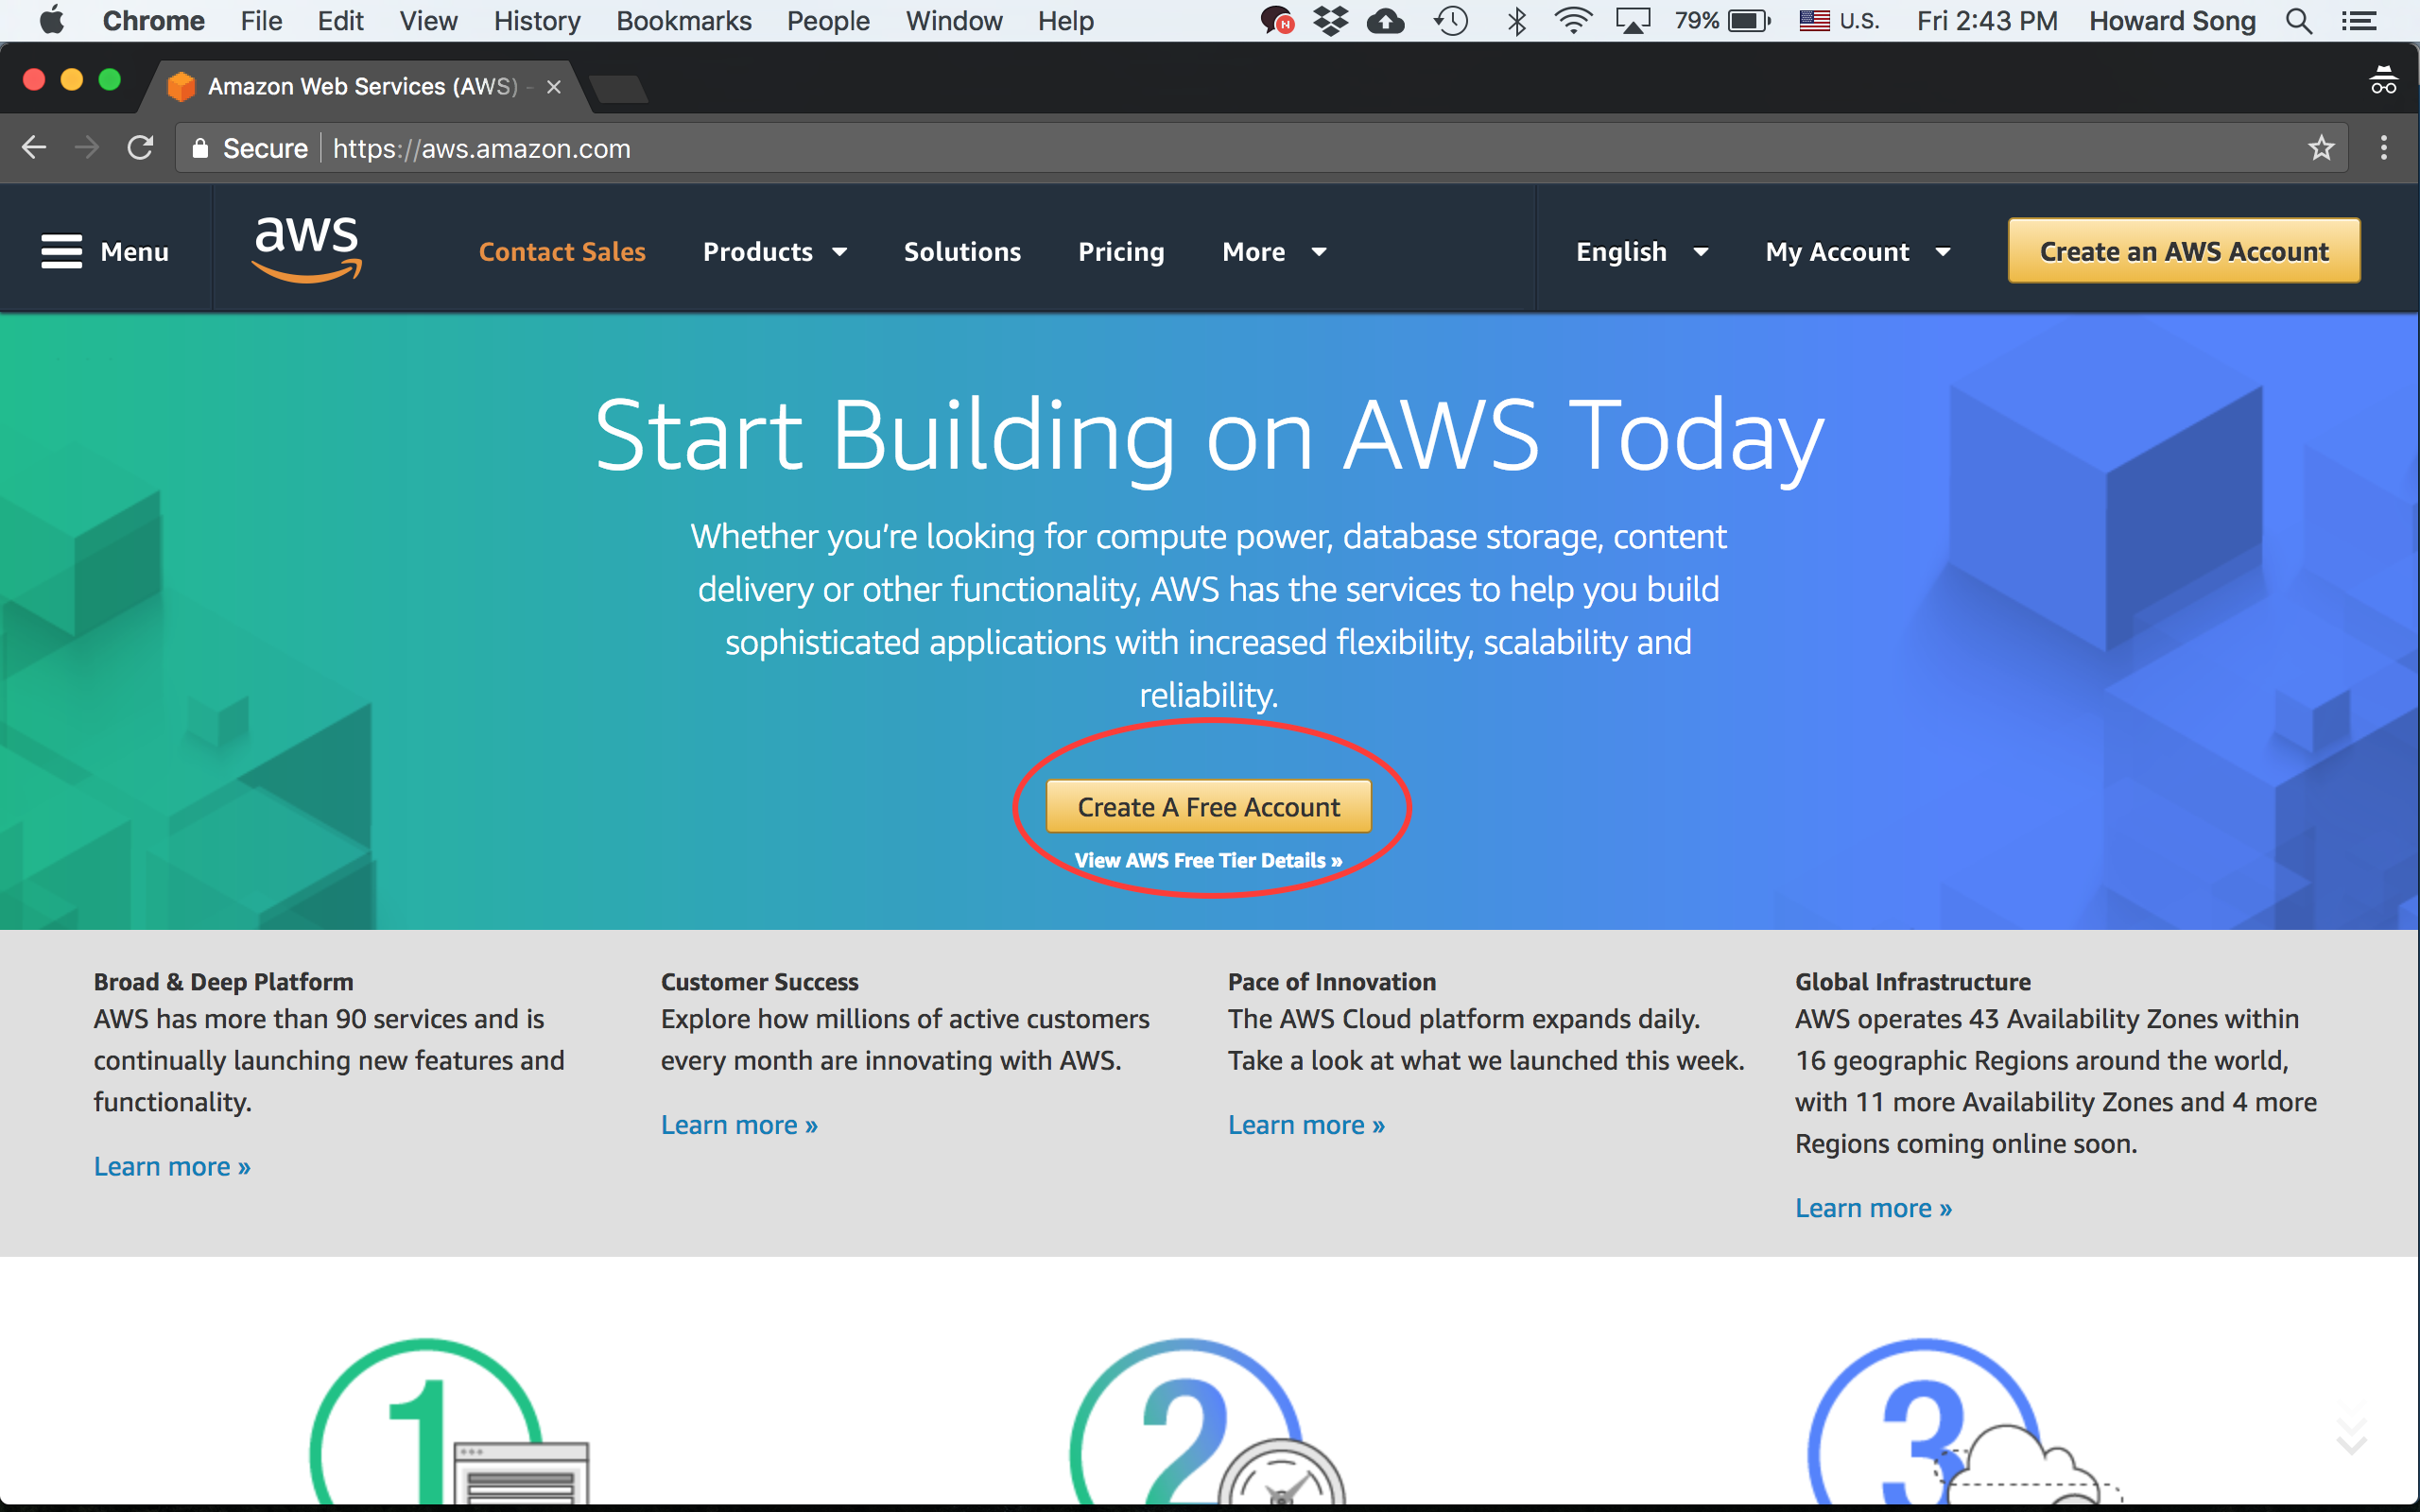 Chrome File Edit View History Bookmarks People Window Help N 79% U.S. Fri 2:43 PM Howard Song
Amazon Web Services (AWS) -
Secure https://aws.amazon.com
Menu aws Contact Sales Products Solutions Pricing More English My Account Create an AWS Account
Start Building on AWS Today
Whether you’re looking for compute power, database storage, content
delivery or other functionality, AWS has the services to help you build
sophisticated applications with increased flexibility, scalability and
reliability.
Create A Free Account
View AWS Free Tier Details »
Broad & Deep Platform
AWS has more than 90 services and is
continually launching new features and
functionality.
Learn more »
Customer Success
Explore how millions of active customers
every month are innovating with AWS.
Learn more »
Pace of Innovation
The AWS Cloud platform expands daily.
Take a look at what we launched this week.
Learn more »
Global Infrastructure
AWS operates 43 Availability Zones within
16 geographic Regions around the world,
with 11 more Availability Zones and 4 more
Regions coming online soon.
Learn more »
1 2 3